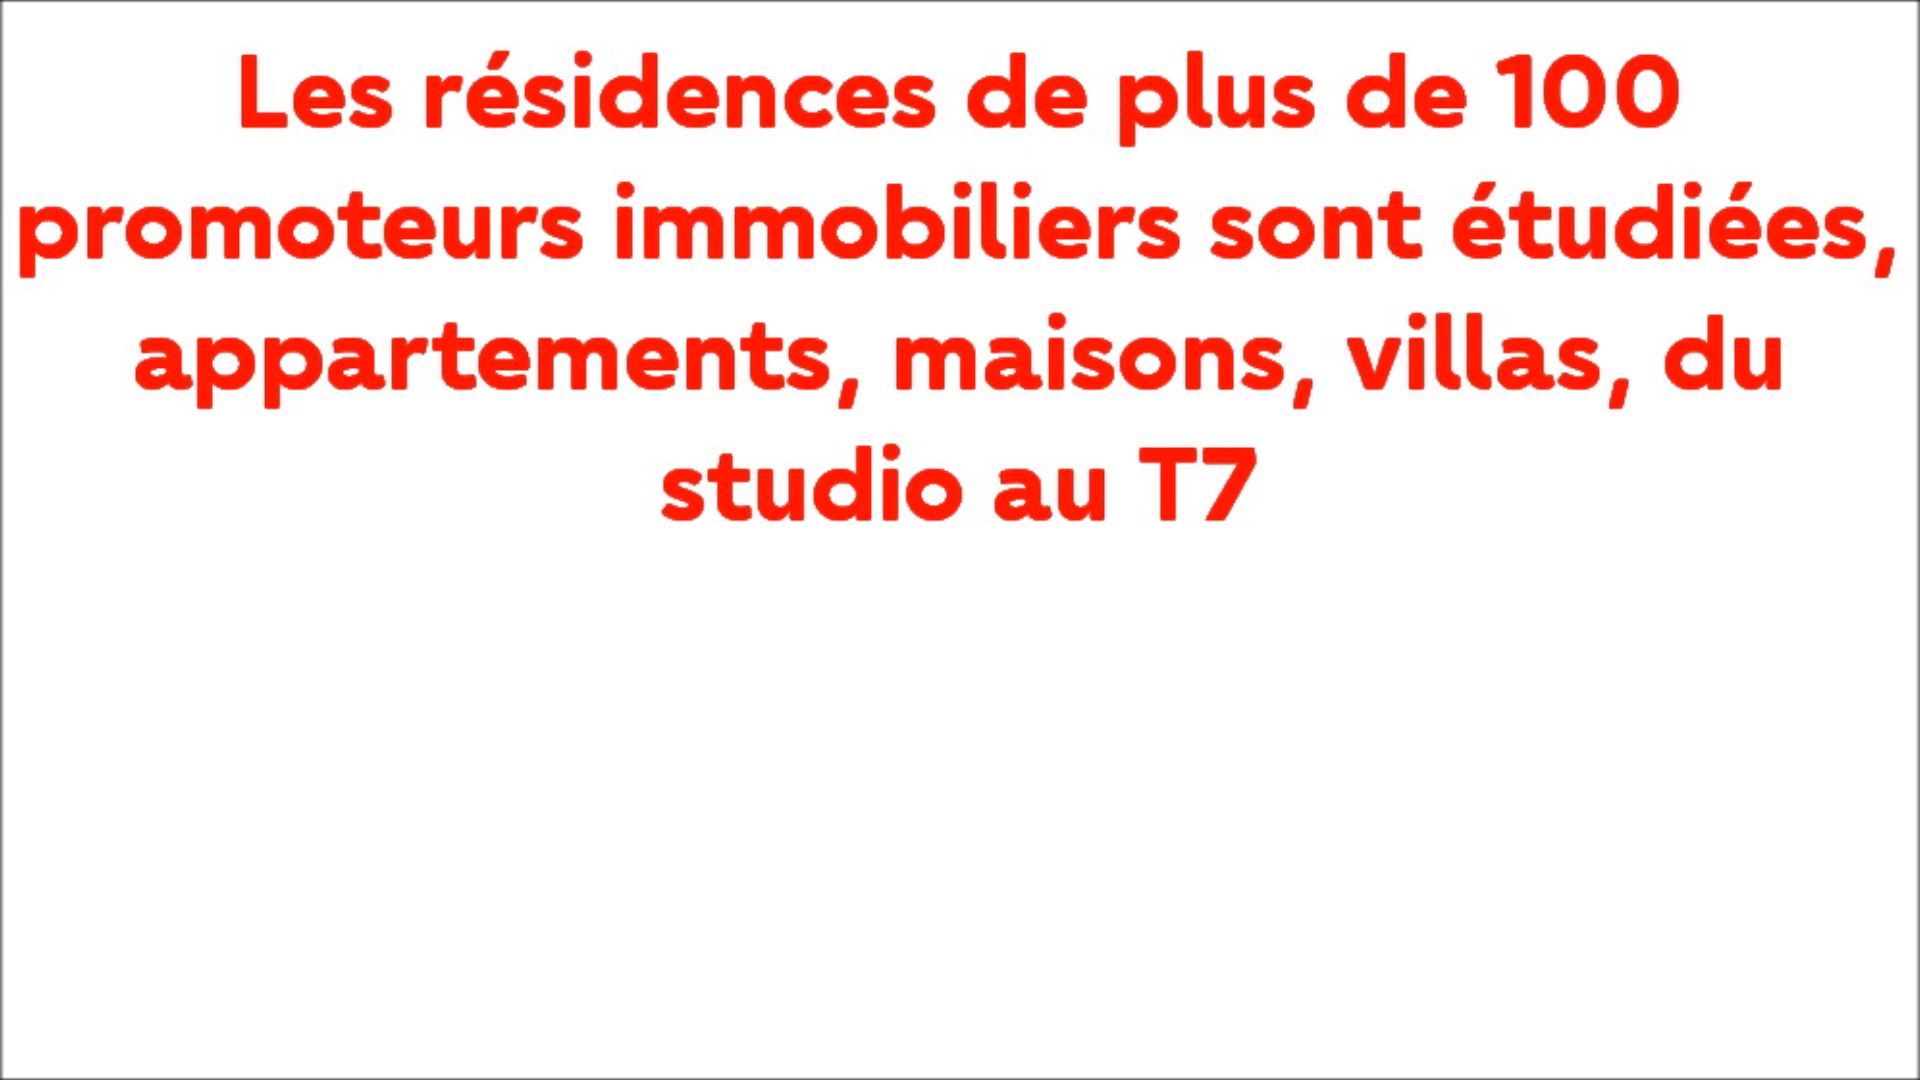 Les résidences de plus de 100
promoteurs immobiliers sont étudiées,
appartements, maisons, villas, du
studio au T7